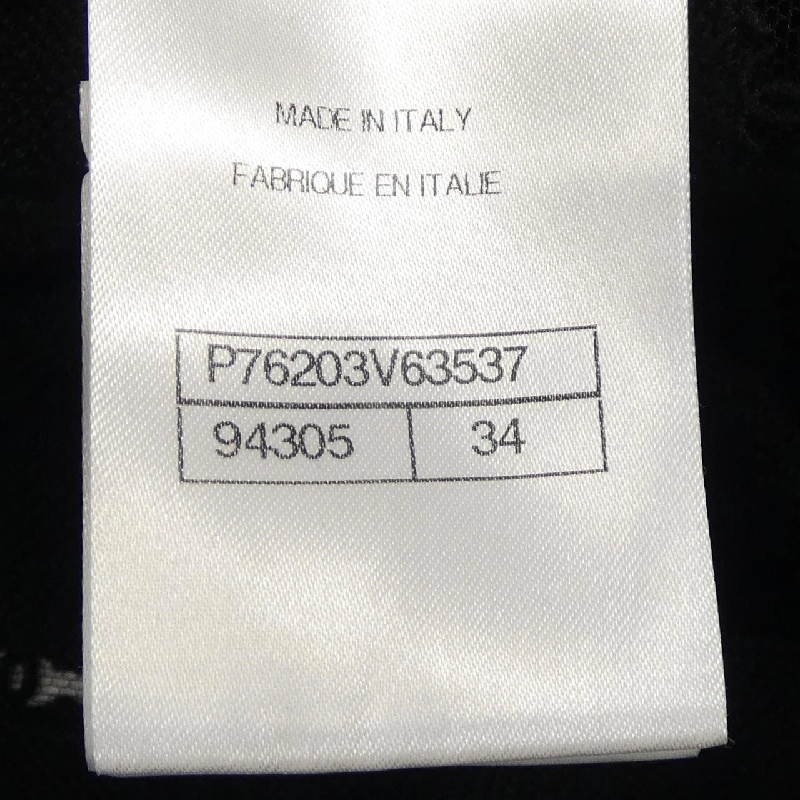 MADE IN ITALY
FABRIQUE EN ITALIE
P76203V63537
94305 34